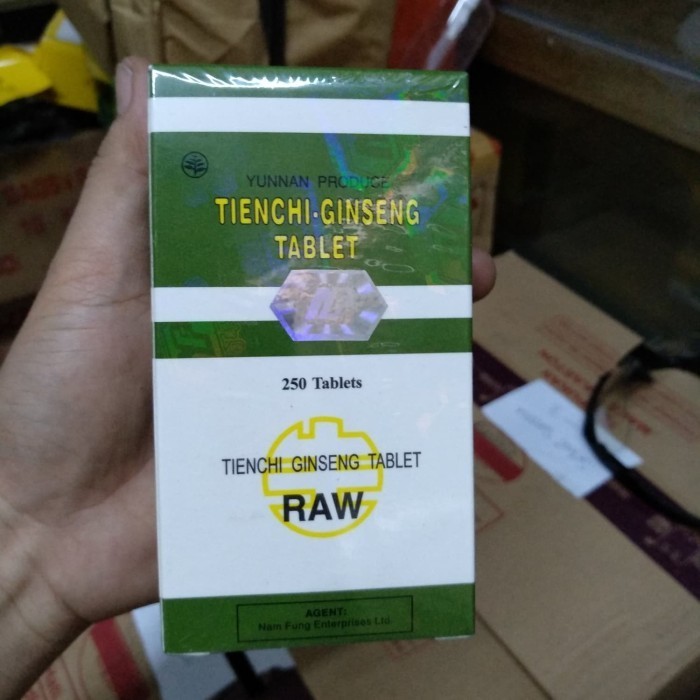 YUNNAN PRODUCE
TIENCHI·GINSENG
TABLET
250 Tablets
TIENCHI GINSENG TABLET
RAW
AGENT:
Nam Fung Enterprises Ltd.